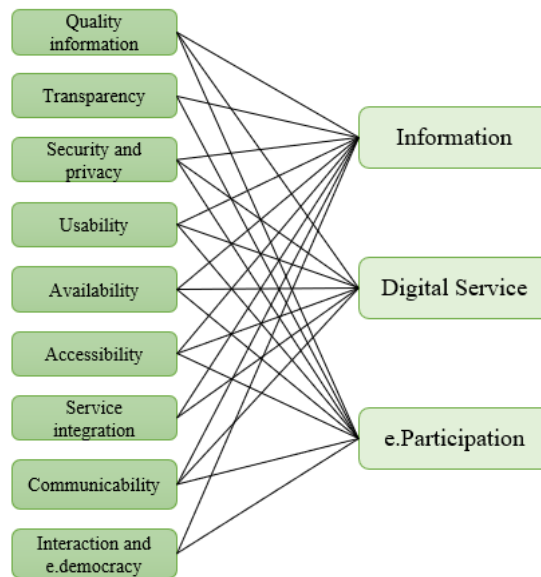 Quality
information
Transparency
Security and
privacy
Usability
Availability
Accessibility
Service
integration
Communicability
Interaction and
e.democracy
Information
Digital Service
e.Participation